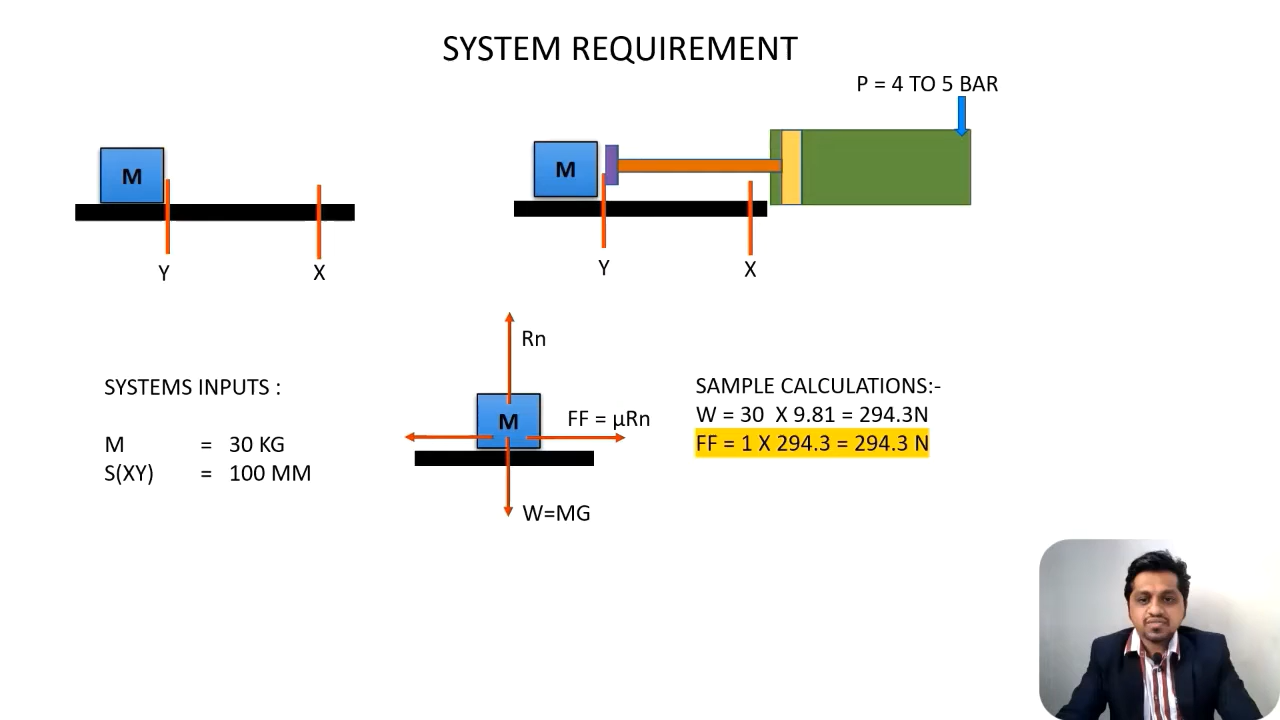 SYSTEM REQUIREMENT
P = 4 TO 5 BAR
M
Y
X
M
Y
X
Rn
M
FF = µRn
W=MG
SYSTEMS INPUTS :
M = 30 KG
S(XY) = 100 MM
SAMPLE CALCULATIONS:-
W = 30 X 9.81 = 294.3N
FF = 1 X 294.3 = 294.3 N